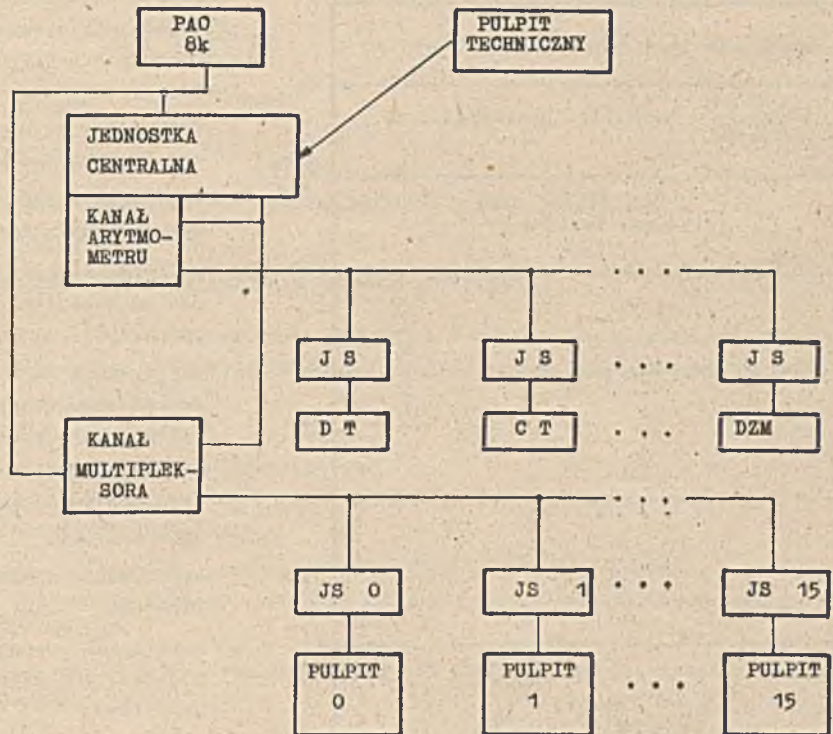 PAO
8k
PULPIT
TECHNICZNY
JEDNOSTKA
CENTRALNA
KANAŁ
ARYTMO-
METRU
J S
J S
. . .
J S
D T
C T
. . .
DZM
KANAŁ
MULTIPLEK-
SORA
JS 0
JS 1
. . .
JS 15
PULPIT
0
PULPIT
1
. . .
PULPIT
15